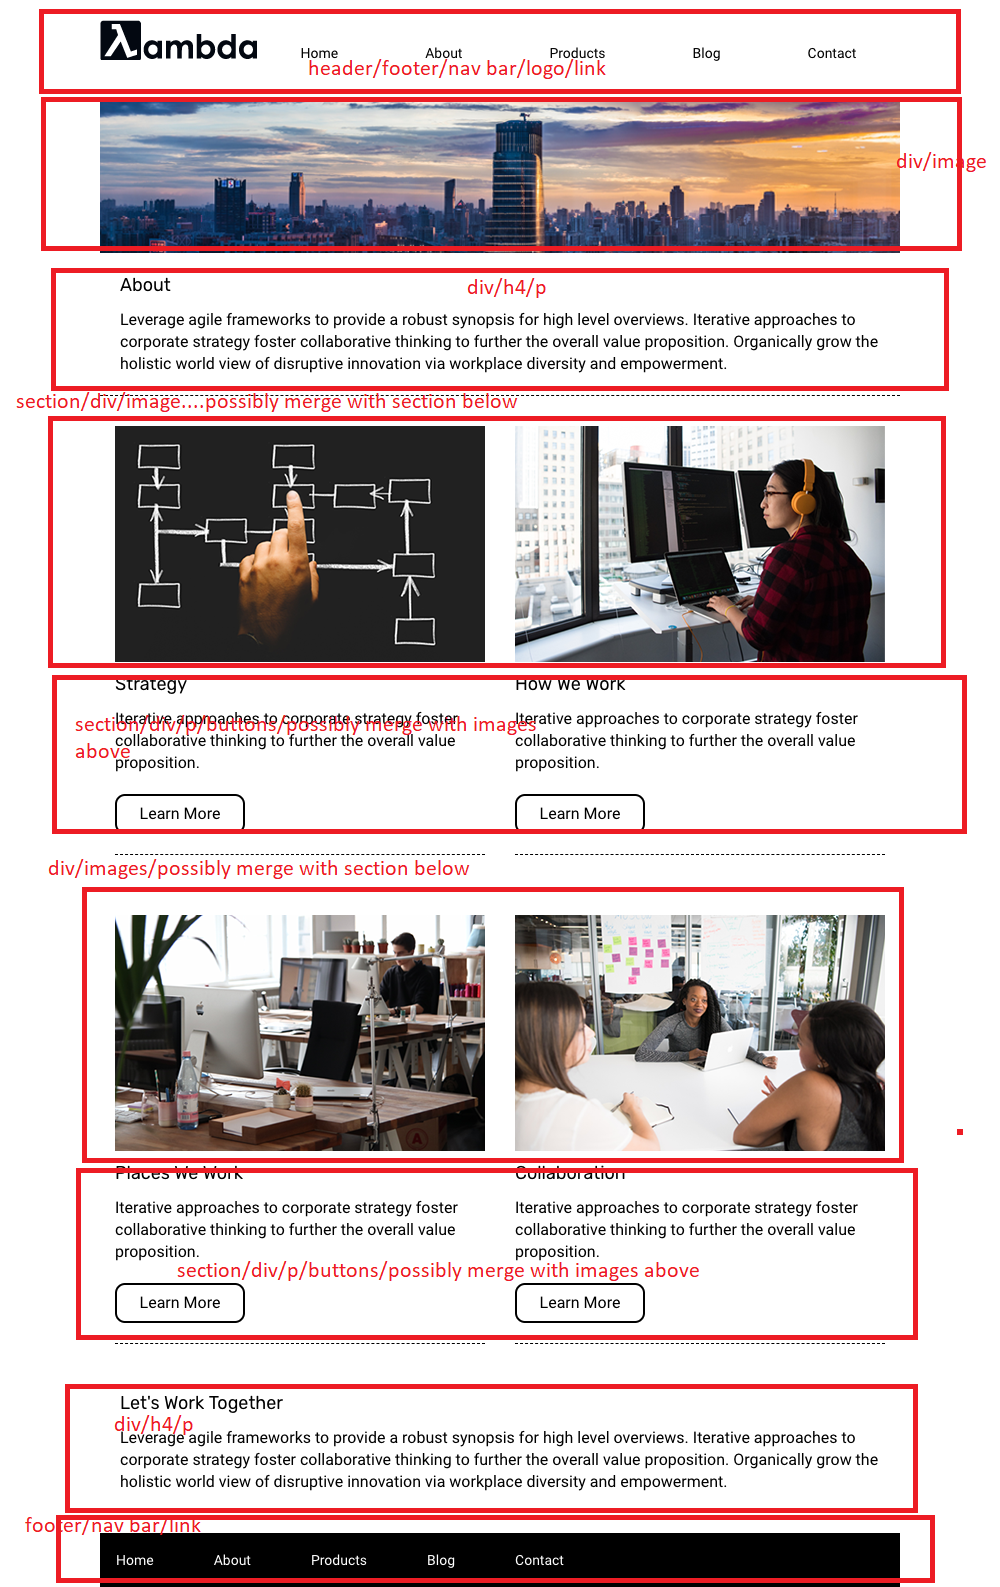 λambda
Home About Products Blog Contact
header/footer/nav bar/logo/link
div/image
About
div/h4/p
Leverage agile frameworks to provide a robust synopsis for high level overviews. Iterative approaches to
corporate strategy foster collaborative thinking to further the overall value proposition. Organically grow the
holistic world view of disruptive innovation via workplace diversity and empowerment.
section/div/image....possibly merge with section below
Strategy
Iterative approaches to corporate strategy foster
collaborative thinking to further the overall value
proposition.
Learn More
How We Work
Iterative approaches to corporate strategy foster
collaborative thinking to further the overall value
proposition.
Learn More
section/div/p/buttons/possibly merge with images
above
div/images/possibly merge with section below
Places We Work
Iterative approaches to corporate strategy foster
collaborative thinking to further the overall value
proposition.
Learn More
Collaboration
Iterative approaches to corporate strategy foster
collaborative thinking to further the overall value
proposition.
Learn More
section/div/p/buttons/possibly merge with images above
Let's Work Together
div/h4/p
Leverage agile frameworks to provide a robust synopsis for high level overviews. Iterative approaches to
corporate strategy foster collaborative thinking to further the overall value proposition. Organically grow the
holistic world view of disruptive innovation via workplace diversity and empowerment.
footer/nav bar/link
Home About Products Blog Contact